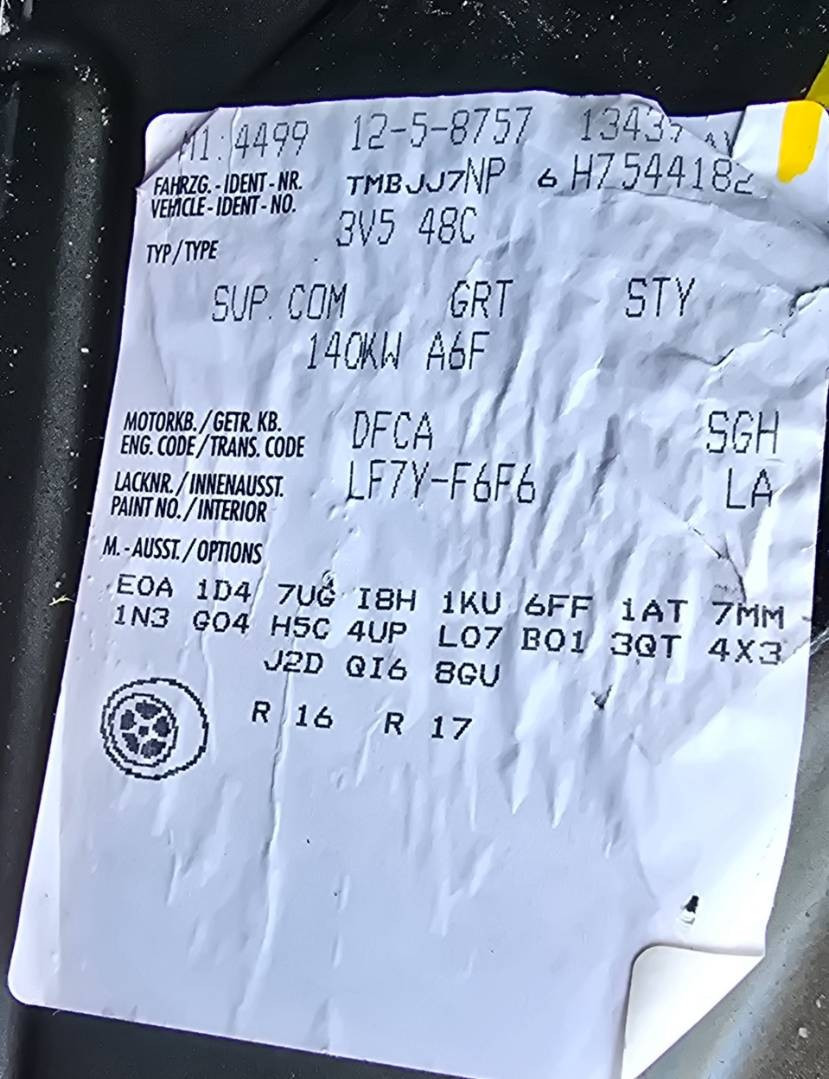 M1:4499 12-5-8757
FAHRZG.-IDENT-NR.
VEHICLE-IDENT-NO.
TMBJJ7NP 6 H7544182
TYP/TYPE
3V5 48C
SUP. COM GRT STY
140KW A6F
MOTORKB./GETR. KB.
ENG. CODE/TRANS. CODE
DFCA SGH
LACKNR./INNENAUSST.
PAINT NO./INTERIOR
LF7Y-F6F6 LA
M.-AUSST./OPTIONS
E0A 1D4 7UG I8H 1KU 6FF 1AT 7MM
1N3 G04 H5C 4UP L07 B01 3QT 4X3
J2D QI6 8GU
R 16 R 17